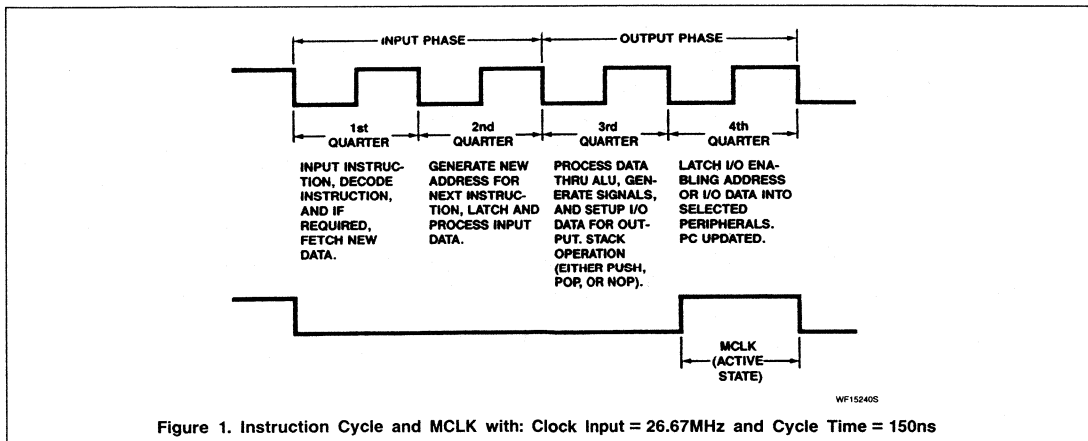 INPUT PHASE
OUTPUT PHASE
1st
QUARTER
2nd
QUARTER
3rd
QUARTER
4th
QUARTER
INPUT INSTRUC-
TION, DECODE
INSTRUCTION,
AND IF
REQUIRED,
FETCH NEW
DATA.
GENERATE NEW
ADDRESS FOR
NEXT INSTRUC-
TION, LATCH AND
PROCESS INPUT
DATA.
PROCESS DATA
THRU ALU, GEN-
ERATE SIGNALS,
AND SETUP I/O
DATA FOR OUT-
PUT. STACK
OPERATION
(EITHER PUSH,
POP, OR NOP).
LATCH I/O ENA-
BLING ADDRESS
OR I/O DATA INTO
SELECTED
PERIPHERALS.
PC UPDATED.
MCLK
(ACTIVE
STATE)
WF15240S
Figure 1. Instruction Cycle and MCLK with: Clock Input = 26.67MHz and Cycle Time = 150ns